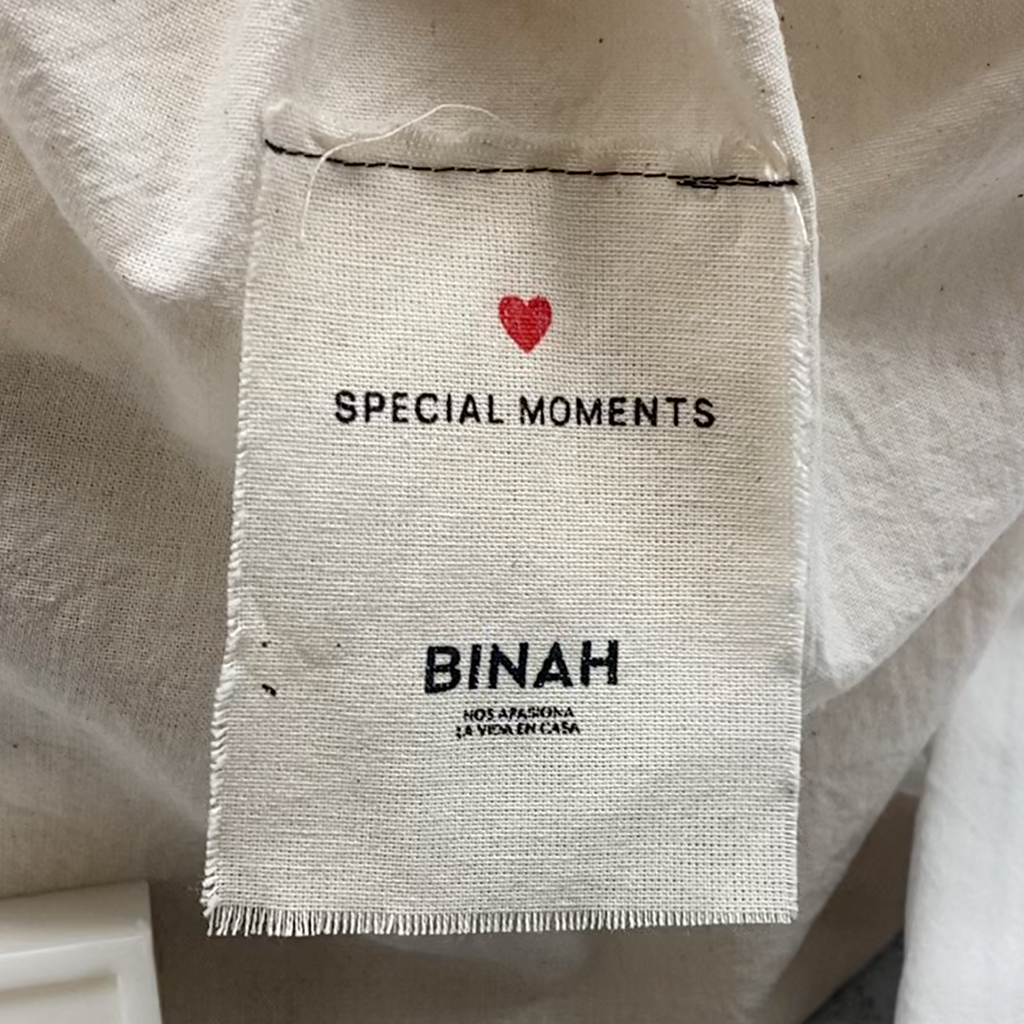 SPECIAL MOMENTS
BINAH
NOS APASIONA
LA VIDA EN CASA